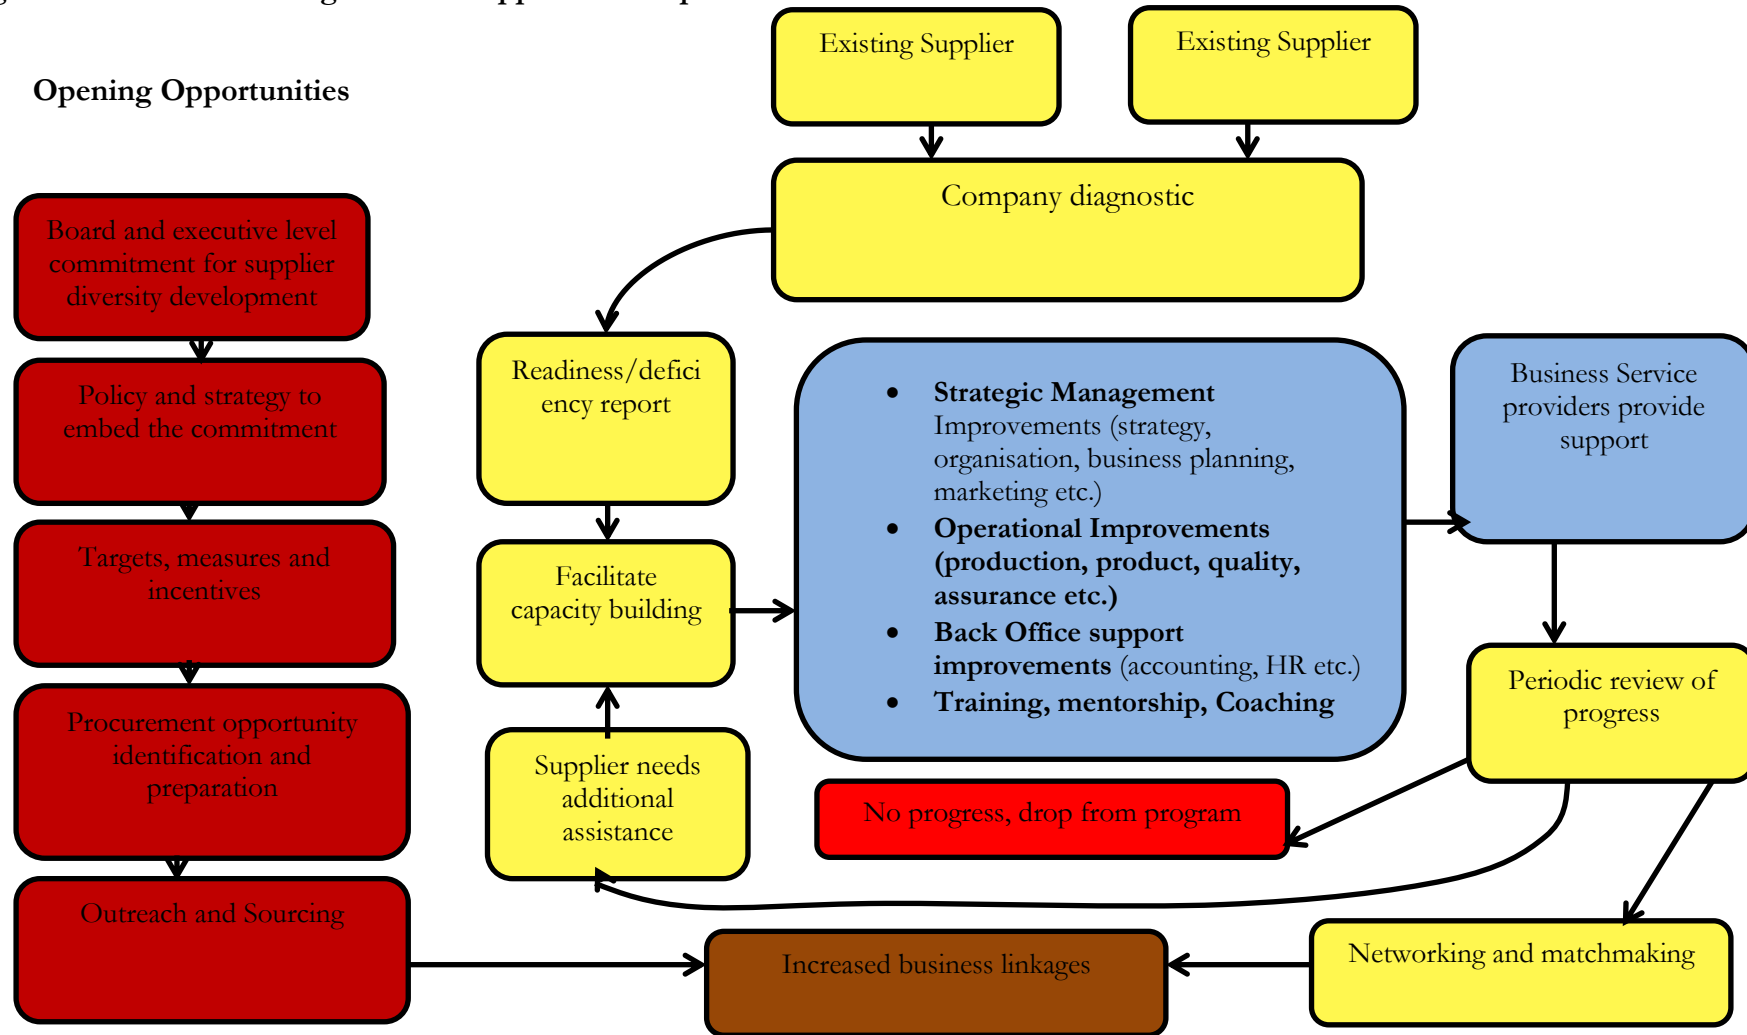 Opening Opportunities
Existing Supplier
Existing Supplier
Company diagnostic
Board and executive level
commitment for supplier
diversity development
Policy and strategy to
embed the commitment
Targets, measures and
incentives
Procurement opportunity
identification and
preparation
Outreach and Sourcing
Readiness/defici
ency report
Facilitate
capacity building
Supplier needs
additional
assistance
• Strategic Management
Improvements (strategy,
organisation, business planning,
marketing etc.)
• Operational Improvements
(production, product, quality,
assurance etc.)
• Back Office support
improvements (accounting, HR etc.)
• Training, mentorship, Coaching
Business Service
providers provide
support
Periodic review of
progress
No progress, drop from program
Networking and matchmaking
Increased business linkages